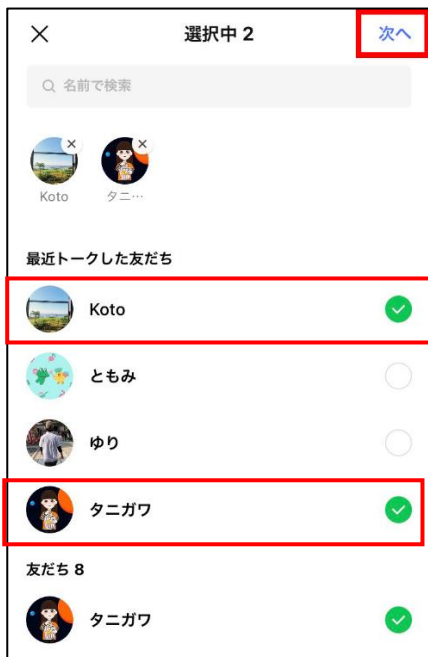 選択中 2
次へ
名前で検索
Koto
タニ…
最近トークした友だち
Koto
ともみ
ゆり
タニガワ
友だち 8
タニガワ